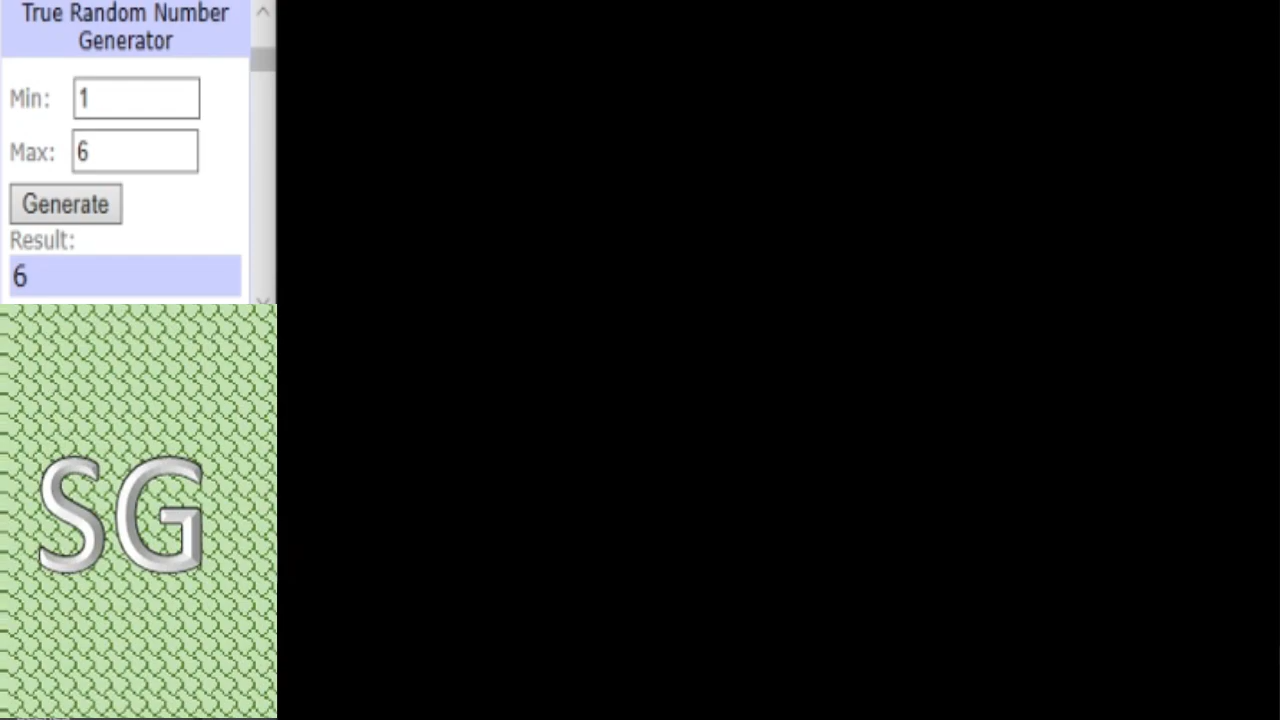 True Random Number
Generator
Min: 1
Max: 6
Generate
Result:
6
SG